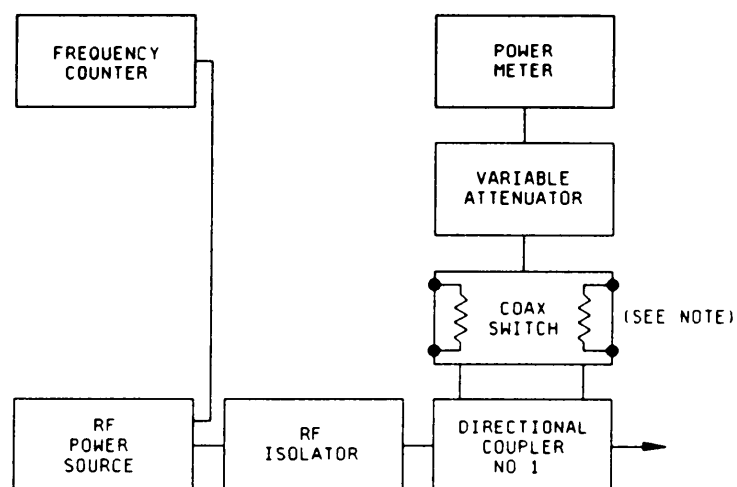 FREQUENCY
COUNTER
POWER
METER
VARIABLE
ATTENUATOR
COAX
SWITCH
(SEE NOTE)
RF
POWER
SOURCE
RF
ISOLATOR
DIRECTIONAL
COUPLER
NO 1